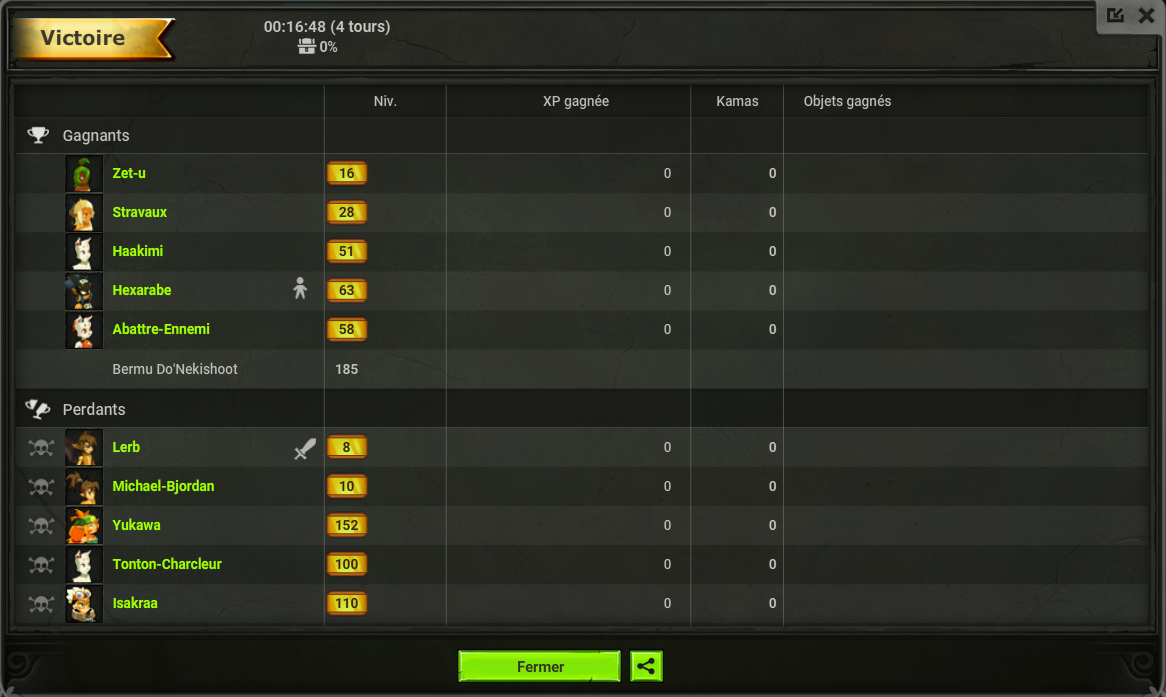 Victoire
00:16:48 (4 tours)
0%
Niv. XP gagnée Kamas Objets gagnés
Gagnants
Zet-u 16 0 0
Stravaux 28 0 0
Haakimi 51 0 0
Hexarabe 63 0 0
Abattre-Ennemi 58 0 0
Bermu Do'Nekishoot 185
Perdants
Lerb 8 0 0
Michael-Bjordan 10 0 0
Yukawa 152 0 0
Tonton-Charcleur 100 0 0
Isakraa 110 0 0
Fermer